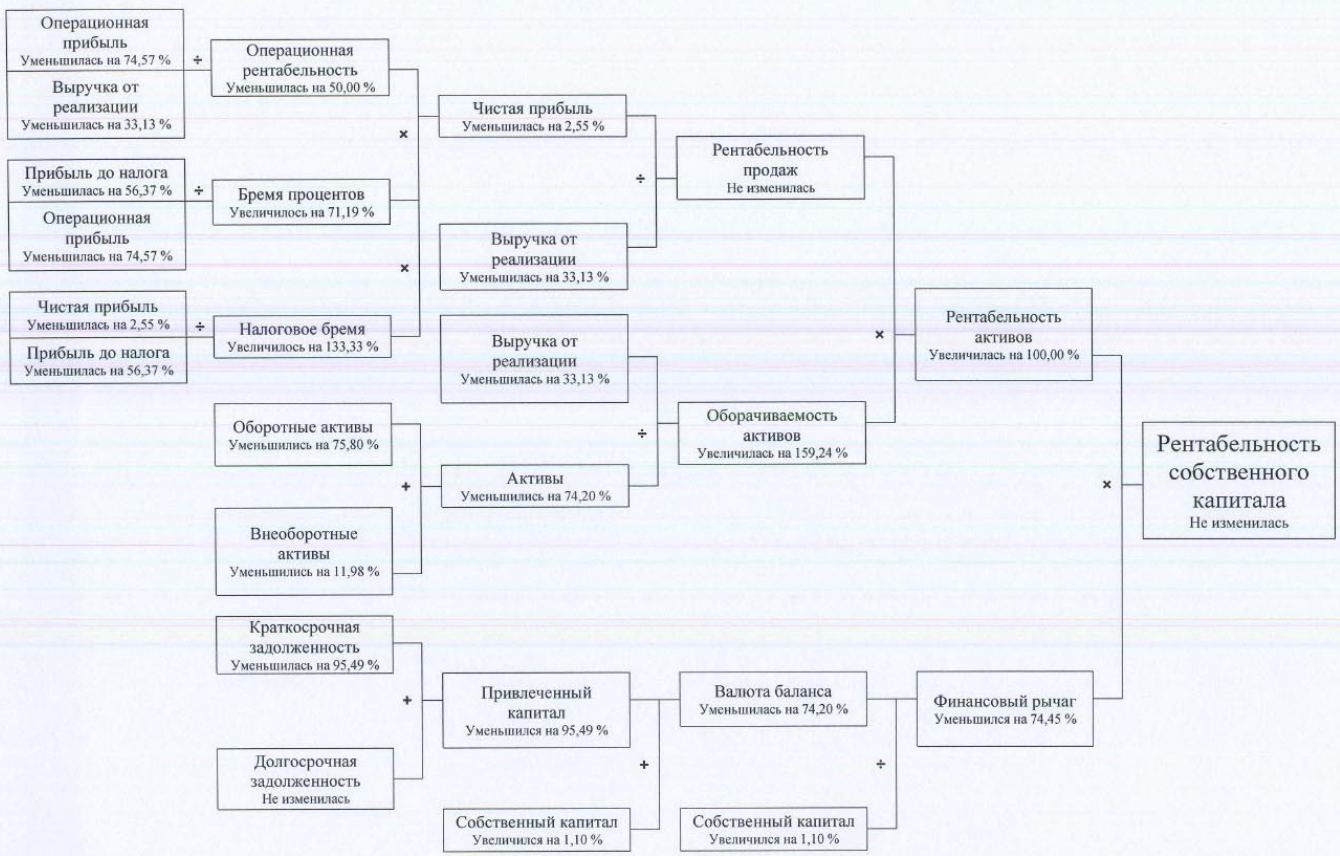 Операционная
прибыль
Уменьшилась на 74,57 %
÷
Выручка от
реализации
Уменьшилась на 33,13 %
Операционная
рентабельность
Уменьшилась на 50,00 %
×
Прибыль до налога
Уменьшилась на 56,37 %
÷
Операционная
прибыль
Уменьшилась на 74,57 %
Бремя процентов
Увеличилось на 71,19 %
×
Чистая прибыль
Уменьшилась на 2,55 %
÷
Прибыль до налога
Уменьшилась на 56,37 %
Налоговое бремя
Увеличилось на 133,33 %
Чистая прибыль
Уменьшилась на 2,55 %
÷
Выручка от
реализации
Уменьшилась на 33,13 %
Рентабельность
продаж
Не изменилась
×
Выручка от
реализации
Уменьшилась на 33,13 %
÷
Оборотные активы
Уменьшились на 75,80 %
+
Внеоборотные
активы
Уменьшились на 11,98 %
Активы
Уменьшились на 74,20 %
Оборачиваемость
активов
Увеличилась на 159,24 %
Рентабельность
активов
Увеличилась на 100,00 %
×
Рентабельность
собственного
капитала
Не изменилась
Краткосрочная
задолженность
Уменьшилась на 95,49 %
+
Долгосрочная
задолженность
Не изменилась
Привлеченный
капитал
Уменьшился на 95,49 %
+
Собственный капитал
Увеличился на 1,10 %
Валюта баланса
Уменьшилась на 74,20 %
÷
Собственный капитал
Увеличился на 1,10 %
Финансовый рычаг
Уменьшился на 74,45 %